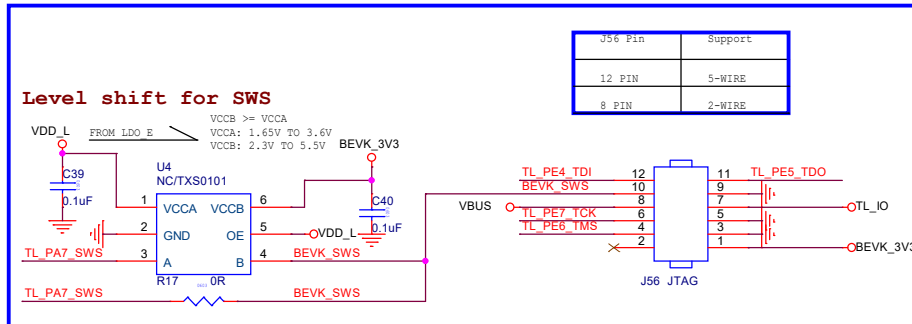 J56 Pin Support
12 PIN 5-WIRE
8 PIN 2-WIRE
Level shift for SWS
VCCB >= VCCA
VCCA: 1.65V TO 3.6V
VCCB: 2.3V TO 5.5V
FROM LDO_E
VDD_L
BEVK_3V3
U4
NC/TXS0101
C39
0.1uF
C40
0.1uF
1 VCCA VCCB 6
2 GND OE 5 VDD_L
TL_PA7_SWS 3 A B 4 BEVK_SWS
R17 0R
TL_PA7_SWS BEVK_SWS
TL_PE4_TDI 12 11 TL_PE5_TDO
BEVK_SWS 10 9
VBUS 8 7 TL_IO
TL_PE7_TCK 6 5
TL_PE6_TMS 4 3
2 1 BEVK_3V3
J56 JTAG